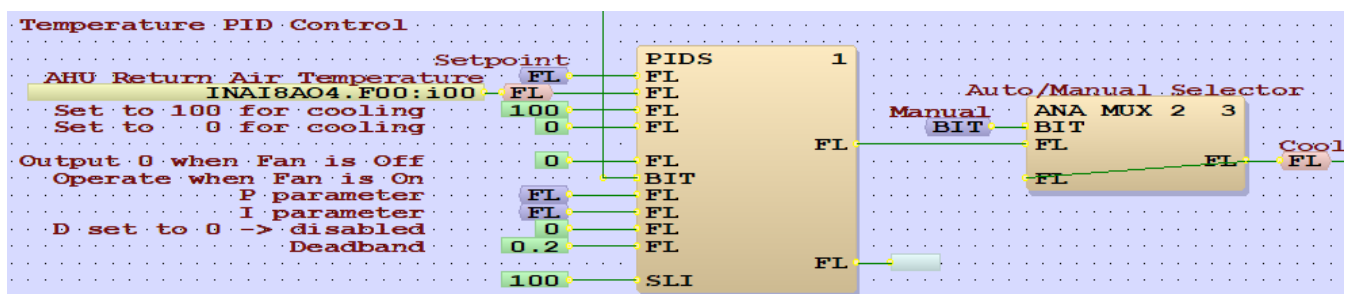 Temperature PID Control
Setpoint
PIDS 1
AHU Return Air Temperature FL FL
INAI8AO4.F00:i00 FL FL
Auto/Manual Selector
Set to 100 for cooling 100 FL
Manual ANA MUX 2 3
Set to 0 for cooling 0 FL
BIT BIT
FL FL
Cool
Output 0 when Fan is Off 0 FL
FL FL
Operate when Fan is On BIT
FL
P parameter FL FL
I parameter FL FL
D set to 0 -> disabled 0 FL
Deadband 0.2 FL
FL
100 SLI